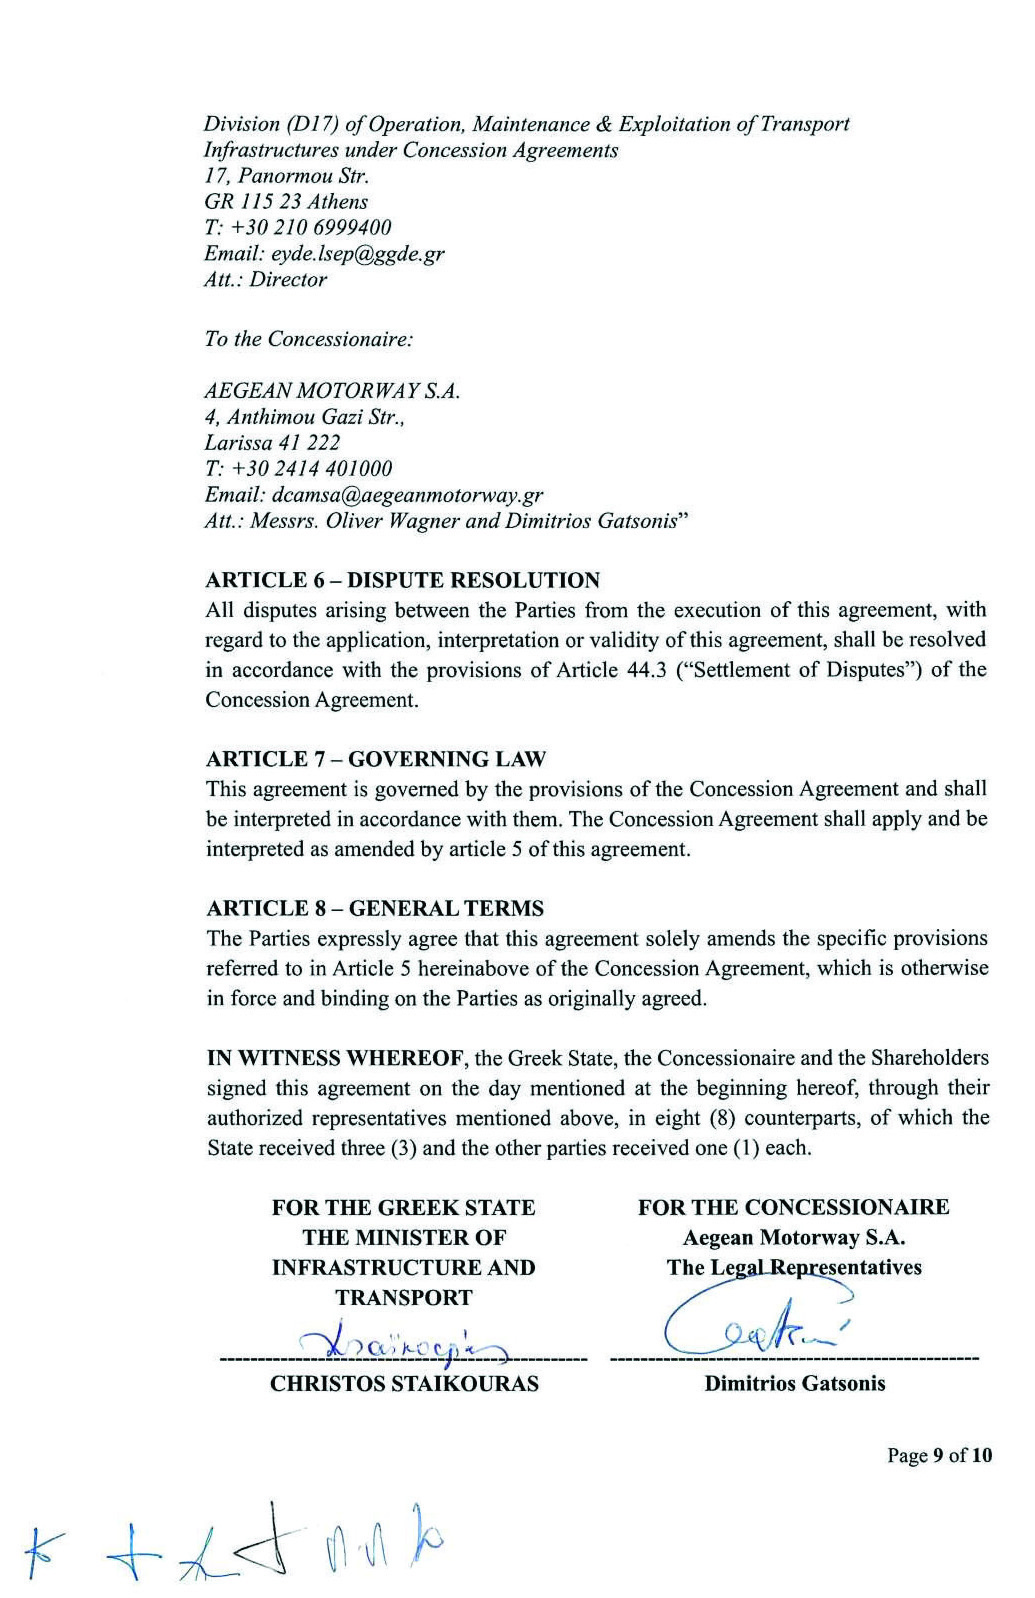 Division (D17) of Operation, Maintenance & Exploitation of Transport
Infrastructures under Concession Agreements
17, Panormou Str.
GR 115 23 Athens
T: +30 210 6999400
Email: eyde.lsep@ggde.gr
Att.: Director
To the Concessionaire:
AEGEAN MOTORWAY S.A.
4, Anthimou Gazi Str.,
Larissa 41 222
T: +30 2414 401000
Email: dcamsa@aegeanmotorway.gr
Att.: Messrs. Oliver Wagner and Dimitrios Gatsonis”
ARTICLE 6 – DISPUTE RESOLUTION
All disputes arising between the Parties from the execution of this agreement, with
regard to the application, interpretation or validity of this agreement, shall be resolved
in accordance with the provisions of Article 44.3 (“Settlement of Disputes”) of the
Concession Agreement.
ARTICLE 7 – GOVERNING LAW
This agreement is governed by the provisions of the Concession Agreement and shall
be interpreted in accordance with them. The Concession Agreement shall apply and be
interpreted as amended by article 5 of this agreement.
ARTICLE 8 – GENERAL TERMS
The Parties expressly agree that this agreement solely amends the specific provisions
referred to in Article 5 hereinabove of the Concession Agreement, which is otherwise
in force and binding on the Parties as originally agreed.
IN WITNESS WHEREOF, the Greek State, the Concessionaire and the Shareholders
signed this agreement on the day mentioned at the beginning hereof, through their
authorized representatives mentioned above, in eight (8) counterparts, of which the
State received three (3) and the other parties received one (1) each.
FOR THE GREEK STATE
THE MINISTER OF
INFRASTRUCTURE AND
TRANSPORT
CHRISTOS STAIKOURAS
FOR THE CONCESSIONAIRE
Aegean Motorway S.A.
The Legal Representatives
Dimitrios Gatsonis
Page 9 of 10